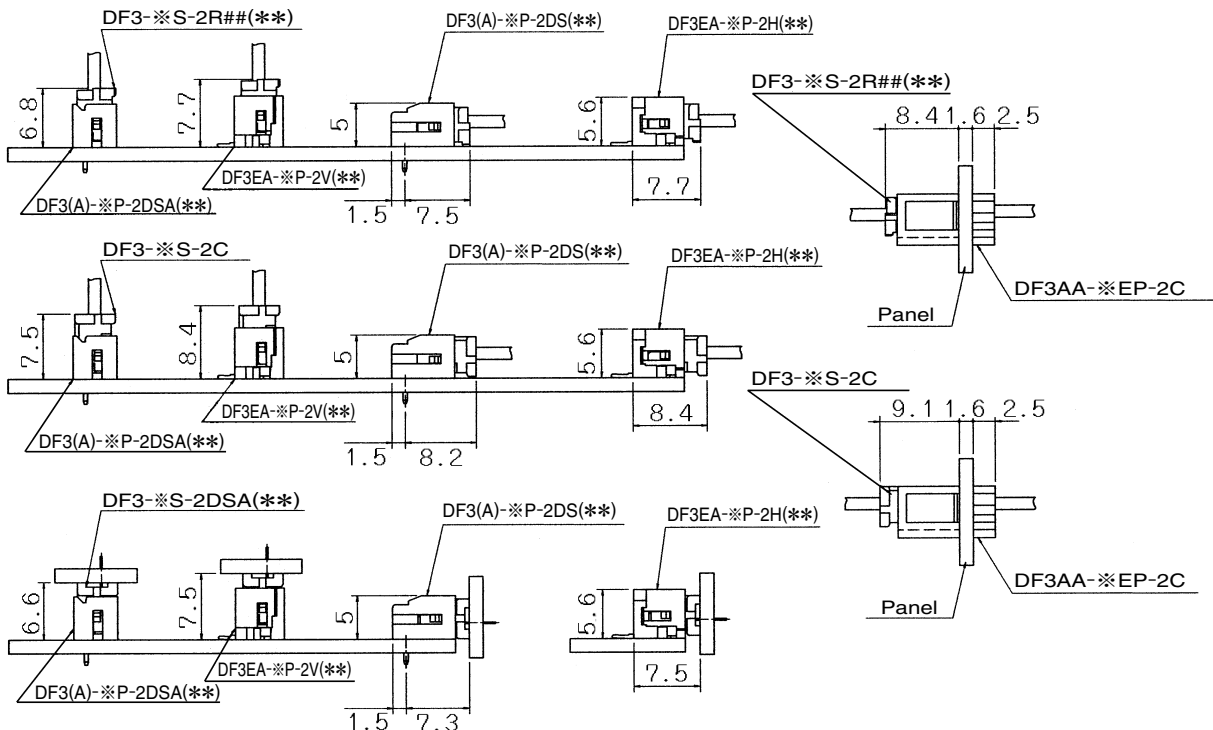 DF3-※S-2R##(**)
DF3(A)-※P-2DS(**)
DF3EA-※P-2H(**)
DF3-※S-2R##(**)
6.8
7.7
5
5.6
8.4 1.6 2.5
DF3EA-※P-2V(**)
DF3(A)-※P-2DSA(**)
1.5 7.5
7.7
DF3AA-※EP-2C
Panel
DF3-※S-2C
DF3(A)-※P-2DS(**)
DF3EA-※P-2H(**)
7.5
8.4
5
5.6
DF3-※S-2C
DF3EA-※P-2V(**)
DF3(A)-※P-2DSA(**)
1.5 8.2
8.4
9.1 1.6 2.5
DF3-※S-2DSA(**)
DF3(A)-※P-2DS(**)
DF3EA-※P-2H(**)
6.6
7.5
5
5.6
DF3AA-※EP-2C
Panel
DF3EA-※P-2V(**)
DF3(A)-※P-2DSA(**)
1.5 7.3
7.5